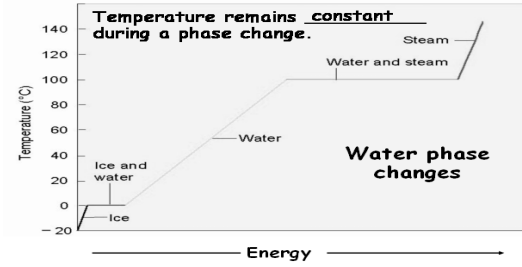 Temperature remains constant
during a phase change.
140
120
100
80
60
40
20
0
-20
Temperature (°C)
Steam
Water and steam
Water
Ice and
water
Ice
Water phase
changes
Energy